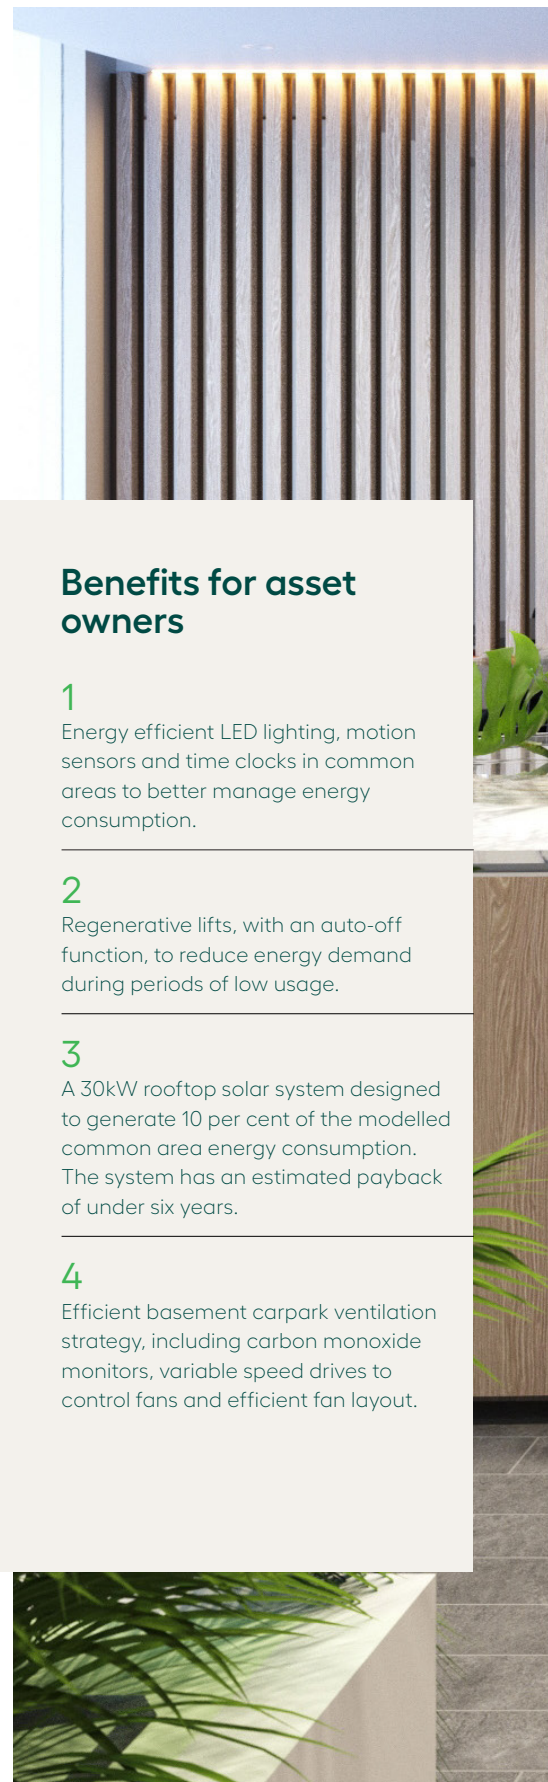 Benefits for asset
owners
1
Energy efficient LED lighting, motion
sensors and time clocks in common
areas to better manage energy
consumption.
2
Regenerative lifts, with an auto-off
function, to reduce energy demand
during periods of low usage.
3
A 30kW rooftop solar system designed
to generate 10 per cent of the modelled
common area energy consumption.
The system has an estimated payback
of under six years.
4
Efficient basement carpark ventilation
strategy, including carbon monoxide
monitors, variable speed drives to
control fans and efficient fan layout.